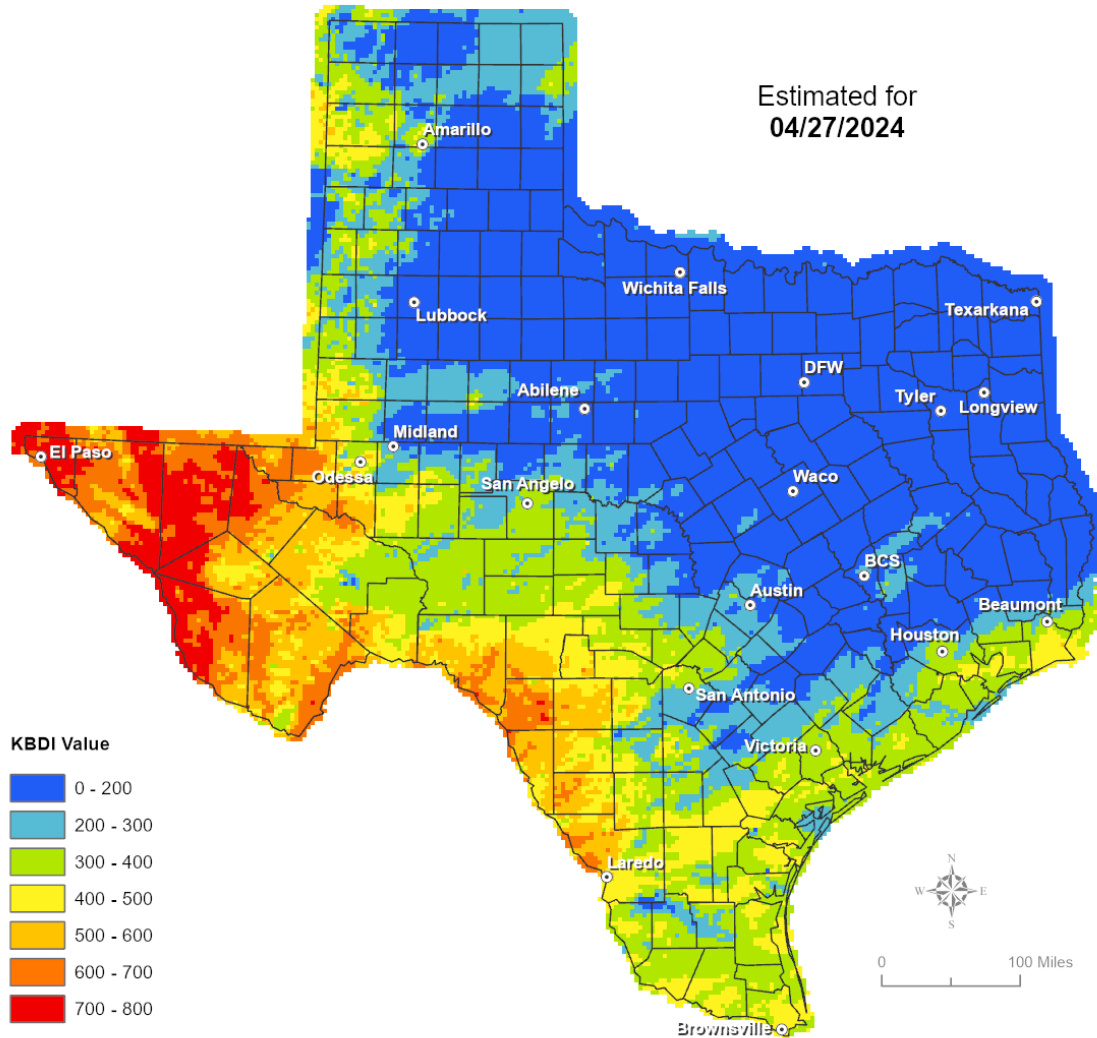 Estimated for
04/27/2024
Amarillo
Wichita Falls
Lubbock
Texarkana
DFW
Abilene
Tyler
Longview
Midland
El Paso
Odessa
San Angelo
Waco
BCS
Austin
Beaumont
Houston
San Antonio
Victoria
Laredo
Brownsville
KBDI Value
0 - 200
200 - 300
300 - 400
400 - 500
500 - 600
600 - 700
700 - 800
N
W
E
S
0 100 Miles